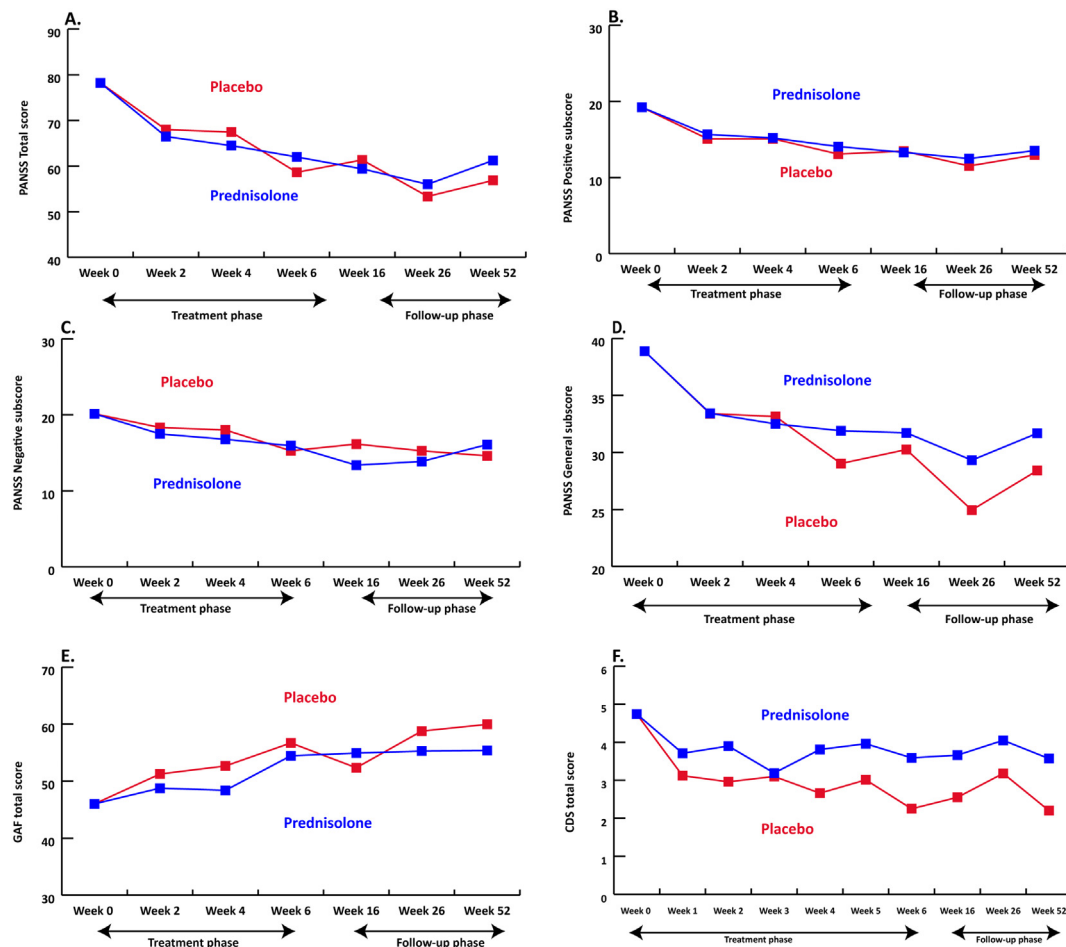 A.
90
80
70
60
50
40
PANSS Total score
Placebo
Prednisolone
Week 0 Week 2 Week 4 Week 6 Week 16 Week 26 Week 52
Treatment phase Follow-up phase
B.
30
20
10
0
PANSS Positive subscore
Prednisolone
Placebo
Week 0 Week 2 Week 4 Week 6 Week 16 Week 26 Week 52
Treatment phase Follow-up phase
C.
30
20
10
0
PANSS Negative subscore
Placebo
Prednisolone
Week 0 Week 2 Week 4 Week 6 Week 16 Week 26 Week 52
Treatment phase Follow-up phase
D.
40
35
30
25
20
PANSS General subscore
Prednisolone
Placebo
Week 0 Week 2 Week 4 Week 6 Week 16 Week 26 Week 52
Treatment phase Follow-up phase
E.
70
60
50
40
30
GAF total score
Placebo
Prednisolone
Week 0 Week 2 Week 4 Week 6 Week 16 Week 26 Week 52
Treatment phase Follow-up phase
F.
6
5
4
3
2
1
0
CDS total score
Prednisolone
Placebo
Week 0 Week 1 Week 2 Week 3 Week 4 Week 5 Week 6 Week 16 Week 26 Week 52
Treatment phase Follow-up phase